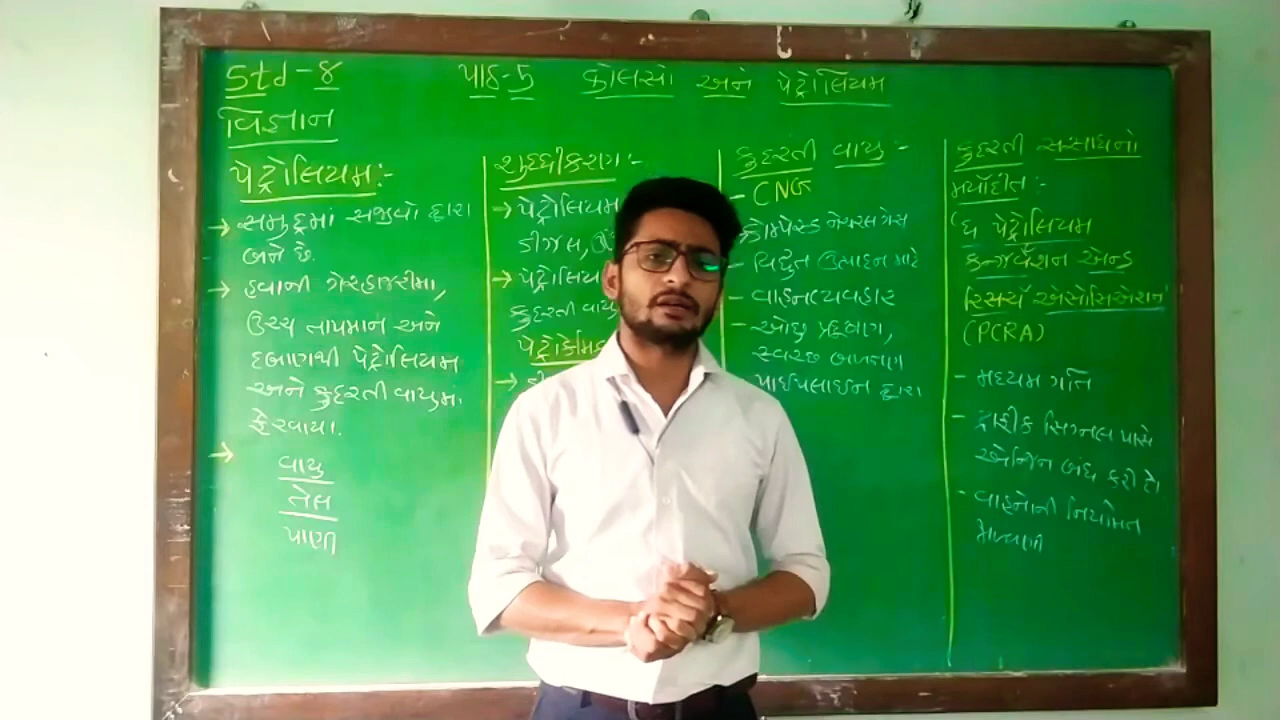 Std - ૪ પાઠ-5 કોલસો અને પેટ્રોલિયમ
વિજ્ઞાન
પેટ્રોલિયમ:-
→ સમુદ્રમાં સજીવો દ્વારા
બને છે.
→ હવાની ગેરહાજરીમાં,
ઉચ્ચ તાપમાન અને
દબાણથી પેટ્રોલિયમ
અને કુદરતી વાયુમાં
ફેરવાયા.
→ વાયુ
તેલ
પાણી
શુદ્ધીકરણ:-
→ પેટ્રોલિયમ
ડીઝલ,
→ પેટ્રોલિય
કુદરતી વાયુ
પેટ્રોકેમિ
→
કુદરતી વાયુ :-
- CNG
કોમ્પ્રેસ્ડ નેચરલ ગેસ
- વિદ્યુત ઉત્પાદન માટે
- વાહનવ્યવહાર
- ઓછુ પ્રદૂષણ,
સ્વચ્છ બળતણ
પાઈપલાઈન દ્વારા
કુદરતી સંસાધનો
મર્યાદીત :-
'ધ પેટ્રોલિયમ
કન્ઝર્વેશન એન્ડ
રિસર્ચ એસોસિએશન'
(PCRA)
- મધ્યમ ગતિ
- ટ્રાફીક સિગ્નલ પાસે
એન્જિન બંધ કરી દે.
- વાહનોની નિયમિત